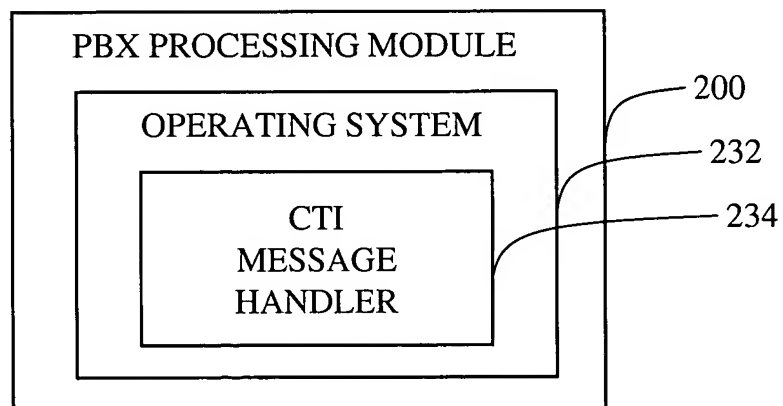 PBX PROCESSING MODULE
OPERATING SYSTEM
CTI
MESSAGE
HANDLER
200
232
234